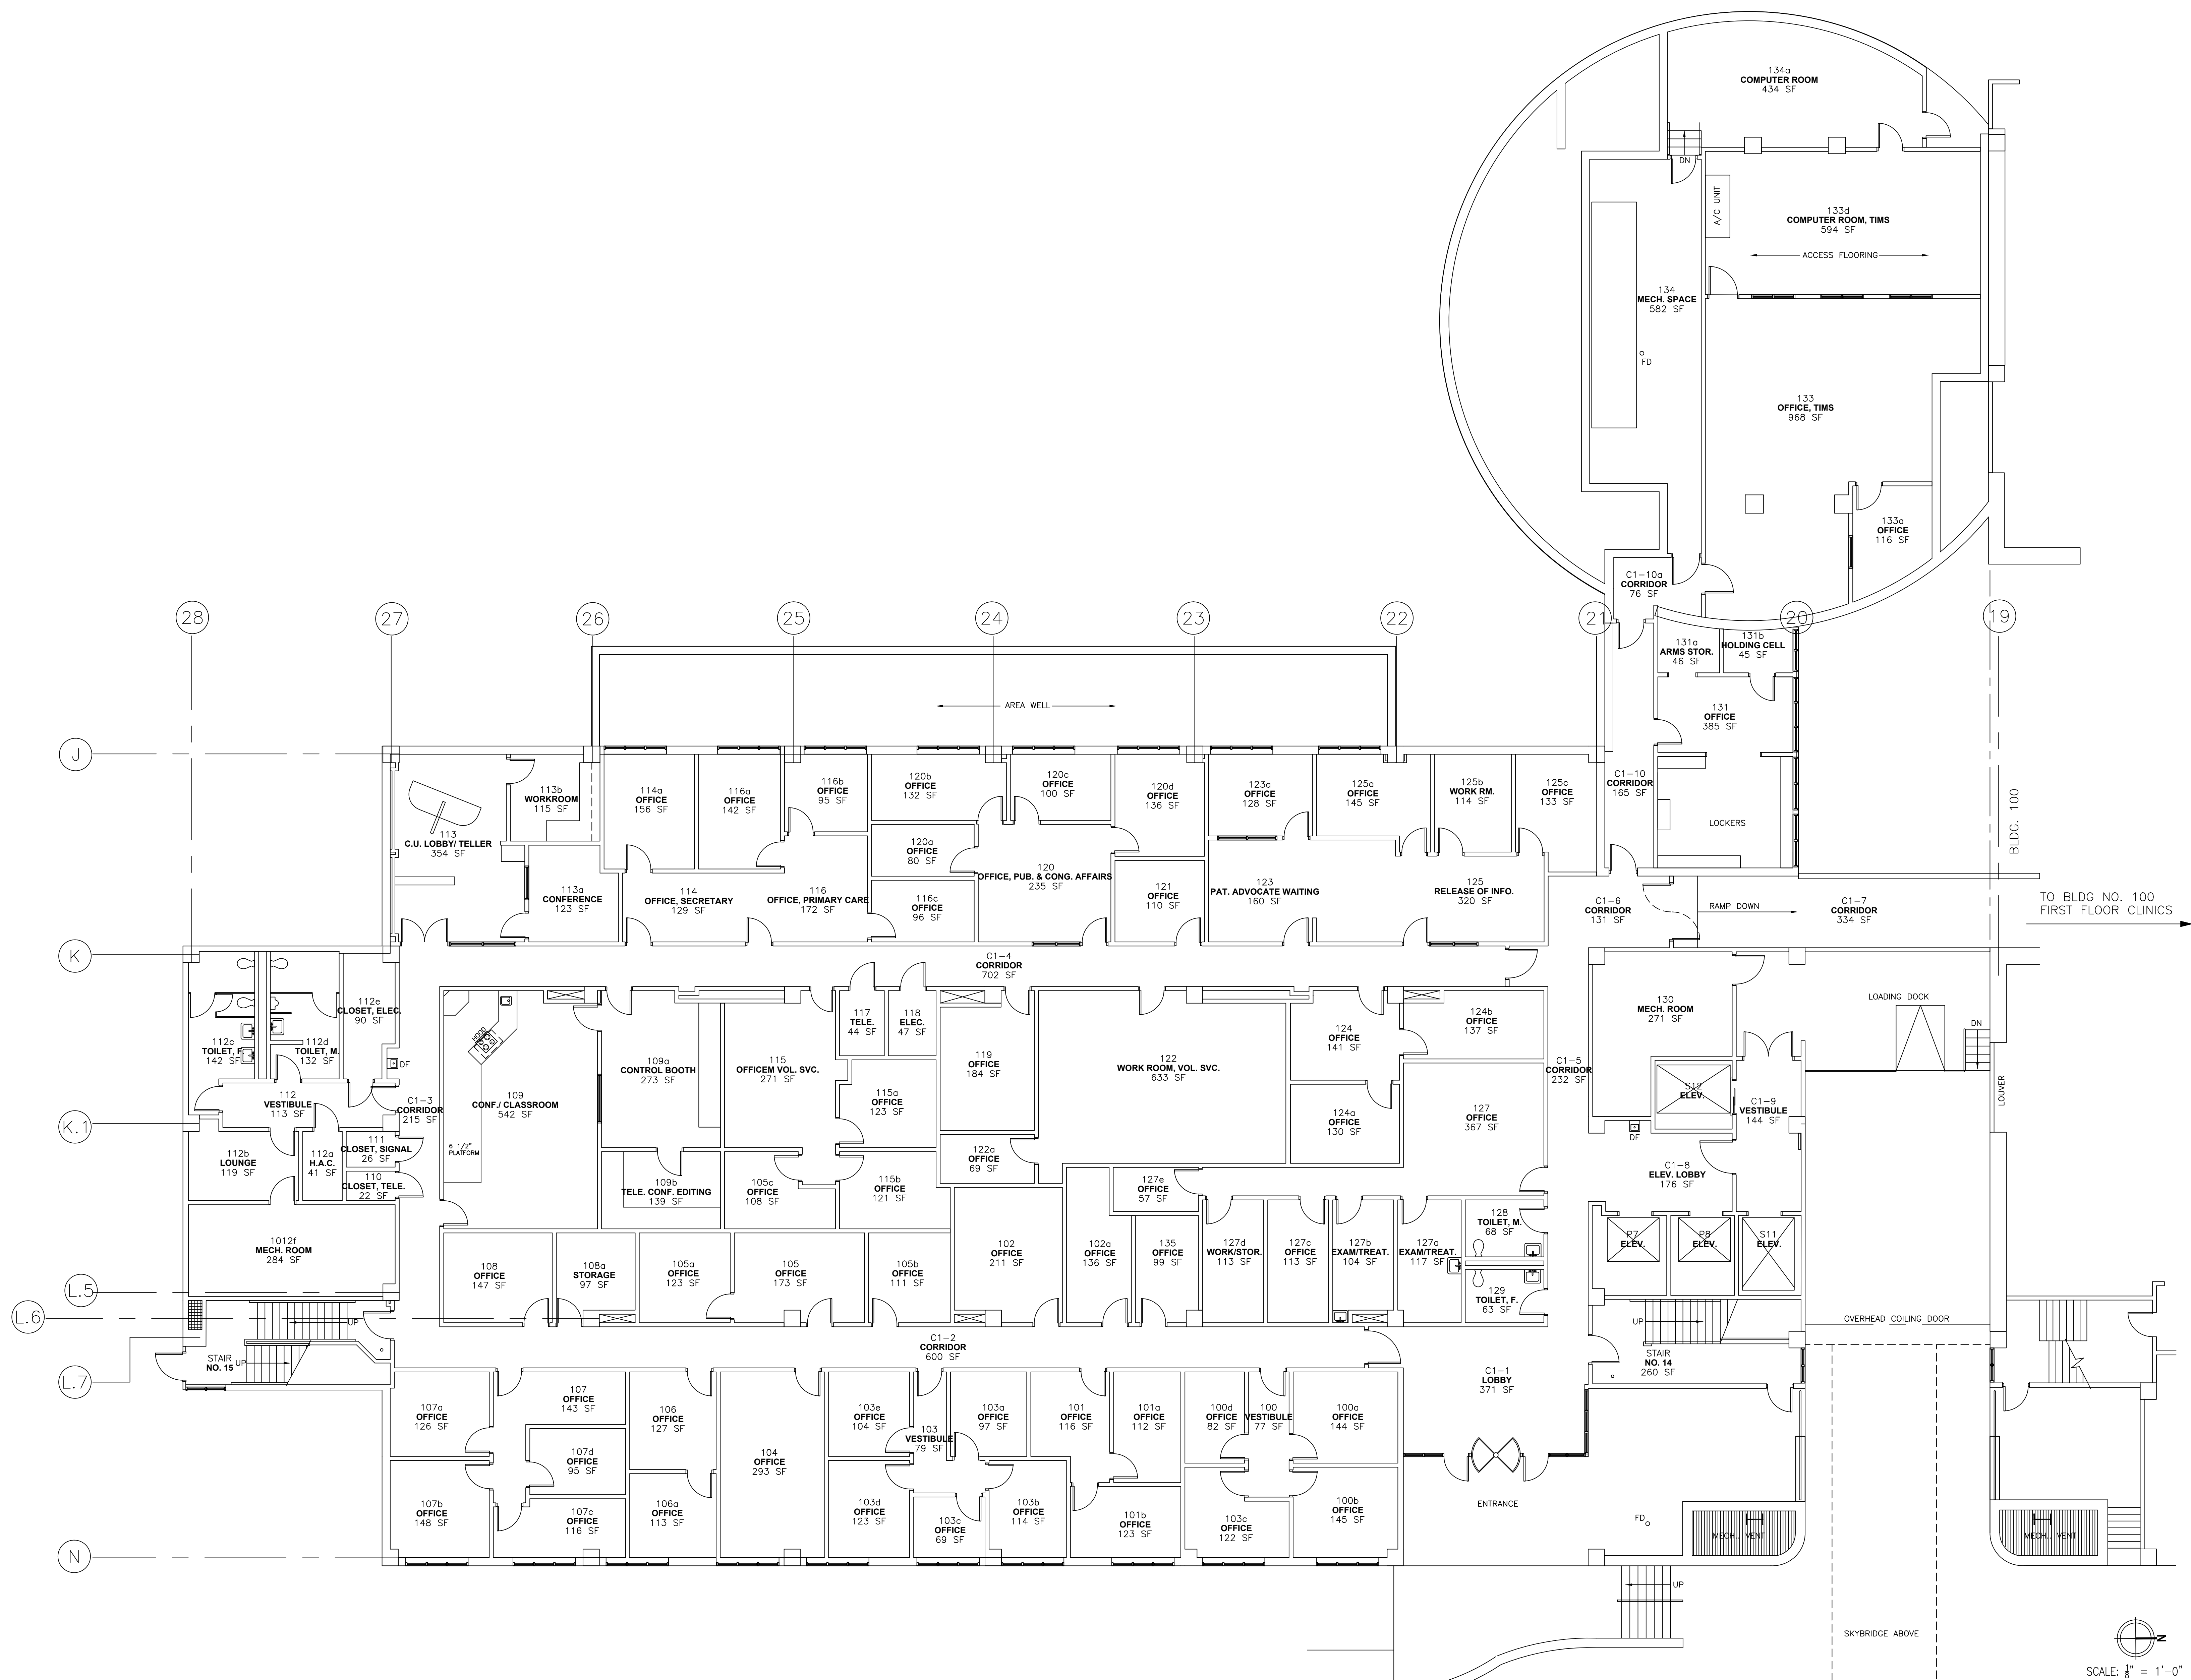 134a
COMPUTER ROOM
434 SF
DN
A/C UNIT
133d
COMPUTER ROOM, TIMS
594 SF
ACCESS FLOORING
134
MECH. SPACE
582 SF
FD
133
OFFICE, TIMS
968 SF
133a
OFFICE
116 SF
C1-10a
CORRIDOR
76 SF
28
27
26
25
24
23
22
21
20
19
131a
ARMS STOR.
46 SF
131b
HOLDING CELL
45 SF
131
OFFICE
385 SF
LOCKERS
C1-10
CORRIDOR
165 SF
BLDG. 100
AREA WELL
J
113b
WORKROOM
115 SF
113
C.U. LOBBY/ TELLER
354 SF
113a
CONFERENCE
123 SF
114a
OFFICE
156 SF
116a
OFFICE
142 SF
116b
OFFICE
95 SF
120b
OFFICE
132 SF
120c
OFFICE
100 SF
120d
OFFICE
136 SF
123a
OFFICE
128 SF
125a
OFFICE
145 SF
125b
WORK RM.
114 SF
125c
OFFICE
133 SF
114
OFFICE, SECRETARY
129 SF
116
OFFICE, PRIMARY CARE
172 SF
120a
OFFICE
80 SF
116c
OFFICE
96 SF
120
OFFICE, PUB. & CONG. AFFAIRS
235 SF
121
OFFICE
110 SF
123
PAT. ADVOCATE WAITING
160 SF
125
RELEASE OF INFO.
320 SF
C1-6
CORRIDOR
131 SF
RAMP DOWN
C1-7
CORRIDOR
334 SF
TO BLDG NO. 100
FIRST FLOOR CLINICS
K
C1-4
CORRIDOR
702 SF
112e
CLOSET, ELEC.
90 SF
112c
TOILET, F.
142 SF
112d
TOILET, M.
132 SF
DF
112
VESTIBULE
113 SF
C1-3
CORRIDOR
215 SF
K.1
112b
LOUNGE
119 SF
112a
H.A.C.
41 SF
111
CLOSET, SIGNAL
26 SF
110
CLOSET, TELE.
22 SF
1012f
MECH. ROOM
284 SF
HOOD
109
CONF./ CLASSROOM
542 SF
6 1/2"
PLATFORM
109a
CONTROL BOOTH
273 SF
109b
TELE. CONF. EDITING
139 SF
115
OFFICEM VOL. SVC.
271 SF
117
TELE.
44 SF
118
ELEC.
47 SF
115a
OFFICE
123 SF
105c
OFFICE
108 SF
115b
OFFICE
121 SF
119
OFFICE
184 SF
122a
OFFICE
69 SF
122
WORK ROOM, VOL. SVC.
633 SF
124
OFFICE
141 SF
124b
OFFICE
137 SF
124a
OFFICE
130 SF
127
OFFICE
367 SF
C1-5
CORRIDOR
232 SF
127e
OFFICE
57 SF
130
MECH. ROOM
271 SF
S12
ELEV.
LOADING DOCK
DN
LOUVER
C1-9
VESTIBULE
144 SF
DF
C1-8
ELEV. LOBBY
176 SF
P7
ELEV.
P8
ELEV.
S11
ELEV.
L.5
L.6
L.7
108
OFFICE
147 SF
108a
STORAGE
97 SF
105a
OFFICE
123 SF
105
OFFICE
173 SF
105b
OFFICE
111 SF
102
OFFICE
211 SF
102a
OFFICE
136 SF
135
OFFICE
99 SF
127d
WORK/STOR.
113 SF
127c
OFFICE
113 SF
127b
EXAM/TREAT.
104 SF
127a
EXAM/TREAT.
117 SF
128
TOILET, M.
68 SF
129
TOILET, F.
63 SF
OVERHEAD COILING DOOR
UP
STAIR
NO. 15
UP
C1-2
CORRIDOR
600 SF
C1-1
LOBBY
371 SF
UP
STAIR
NO. 14
260 SF
107a
OFFICE
126 SF
107
OFFICE
143 SF
106
OFFICE
127 SF
107d
OFFICE
95 SF
107b
OFFICE
148 SF
107c
OFFICE
116 SF
106a
OFFICE
113 SF
104
OFFICE
293 SF
103e
OFFICE
104 SF
103
VESTIBULE
79 SF
103a
OFFICE
97 SF
101
OFFICE
116 SF
101a
OFFICE
112 SF
100d
OFFICE
82 SF
100
VESTIBULE
77 SF
100a
OFFICE
144 SF
103d
OFFICE
123 SF
103c
OFFICE
69 SF
103b
OFFICE
114 SF
101b
OFFICE
123 SF
103c
OFFICE
122 SF
100b
OFFICE
145 SF
ENTRANCE
FD
MECH. VENT
MECH. VENT
N
UP
SKYBRIDGE ABOVE
N
SCALE: 1/8" = 1'-0"